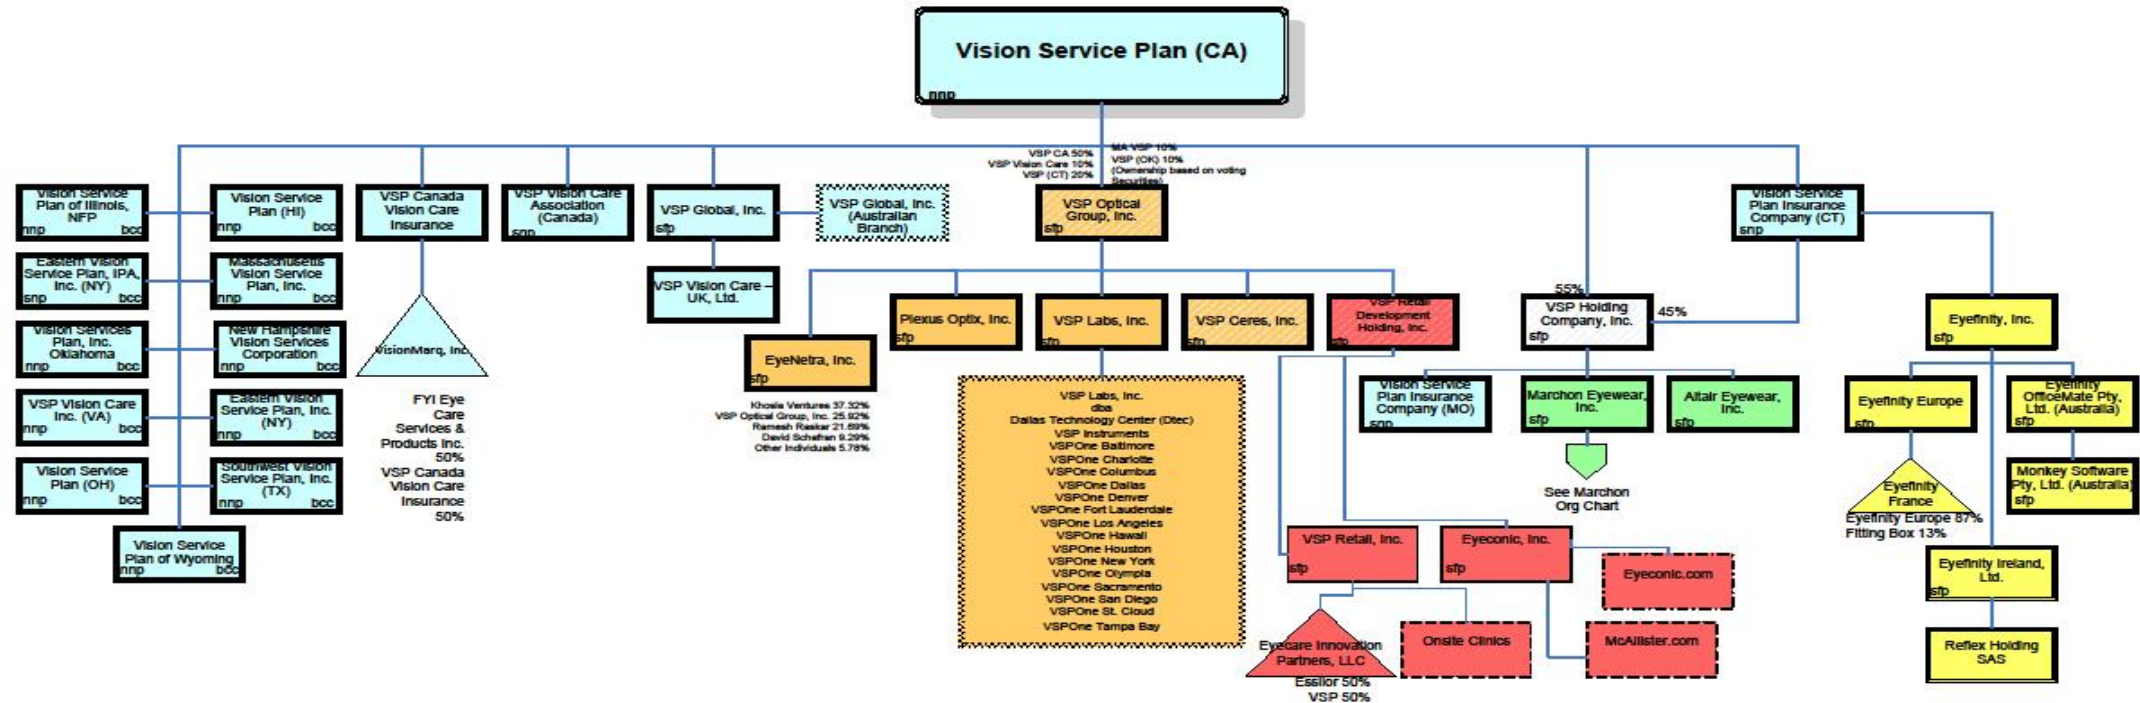 Vision Service Plan (CA)
nnp
VSP CA 50%
VSP Vision Care 10%
VSP (CT) 20%
MA VSP 10%
VSP (OK) 10%
(Ownership based on voting
Securities)
Vision Service
Plan of Illinois,
NFP
nnp bcc
Vision Service
Plan (HI)
nnp bcc
Eastern Vision
Service Plan, IPA,
Inc. (NY)
snp bcc
Massachusetts
Vision Service
Plan, Inc.
nnp bcc
Vision Services
Plan, Inc.
Oklahoma
nnp bcc
New Hampshire
Vision Services
Corporation
nnp bcc
VSP Vision Care
Inc. (VA)
nnp bcc
Eastern Vision
Service Plan, Inc.
(NY)
nnp bcc
Vision Service
Plan (OH)
nnp bcc
Southwest Vision
Service Plan, Inc.
(TX)
nnp bcc
Vision Service
Plan of Wyoming
nnp bcc
VSP Canada
Vision Care
Insurance
VisionMarq, Inc.
FYI Eye
Care
Services &
Products Inc.
50%
VSP Canada
Vision Care
Insurance
50%
VSP Vision Care
Association
(Canada)
snp
VSP Global, Inc.
sfp
VSP Global, Inc.
(Australian
Branch)
VSP Vision Care –
UK, Ltd.
VSP Optical
Group, Inc.
sfp
EyeNetra, Inc.
sfp
Khosla Ventures 37.32%
VSP Optical Group, Inc. 25.92%
Ramesh Raskar 21.69%
David Schafran 9.29%
Other Individuals 5.78%
Plexus Optix, Inc.
sfp
VSP Labs, Inc.
sfp
VSP Labs, Inc.
dba
Dallas Technology Center (Dtec)
VSP Instruments
VSPOne Baltimore
VSPOne Charlotte
VSPOne Columbus
VSPOne Dallas
VSPOne Denver
VSPOne Fort Lauderdale
VSPOne Los Angeles
VSPOne Hawaii
VSPOne Houston
VSPOne New York
VSPOne Olympia
VSPOne Sacramento
VSPOne San Diego
VSPOne St. Cloud
VSPOne Tampa Bay
VSP Ceres, Inc.
sfp
VSP Retail
Development
Holding, Inc.
sfp
VSP Retail, Inc.
sfp
Eyecare Innovation
Partners, LLC
Essilor 50%
VSP 50%
Onsite Clinics
Eyeconic, Inc.
sfp
Eyeconic.com
McAllister.com
55%
VSP Holding
Company, Inc.
sfp
45%
Vision Service
Plan Insurance
Company (MO)
snp
Marchon Eyewear,
Inc.
sfp
See Marchon
Org Chart
Altair Eyewear,
Inc.
sfp
Vision Service
Plan Insurance
Company (CT)
snp
Eyefinity, Inc.
sfp
Eyefinity Europe
sfp
Eyefinity
France
Eyefinity Europe 87%
Fitting Box 13%
Eyefinity
OfficeMate Pty,
Ltd. (Australia)
sfp
Monkey Software
Pty, Ltd. (Australia)
sfp
Eyefinity Ireland,
Ltd.
sfp
Reflex Holding
SAS